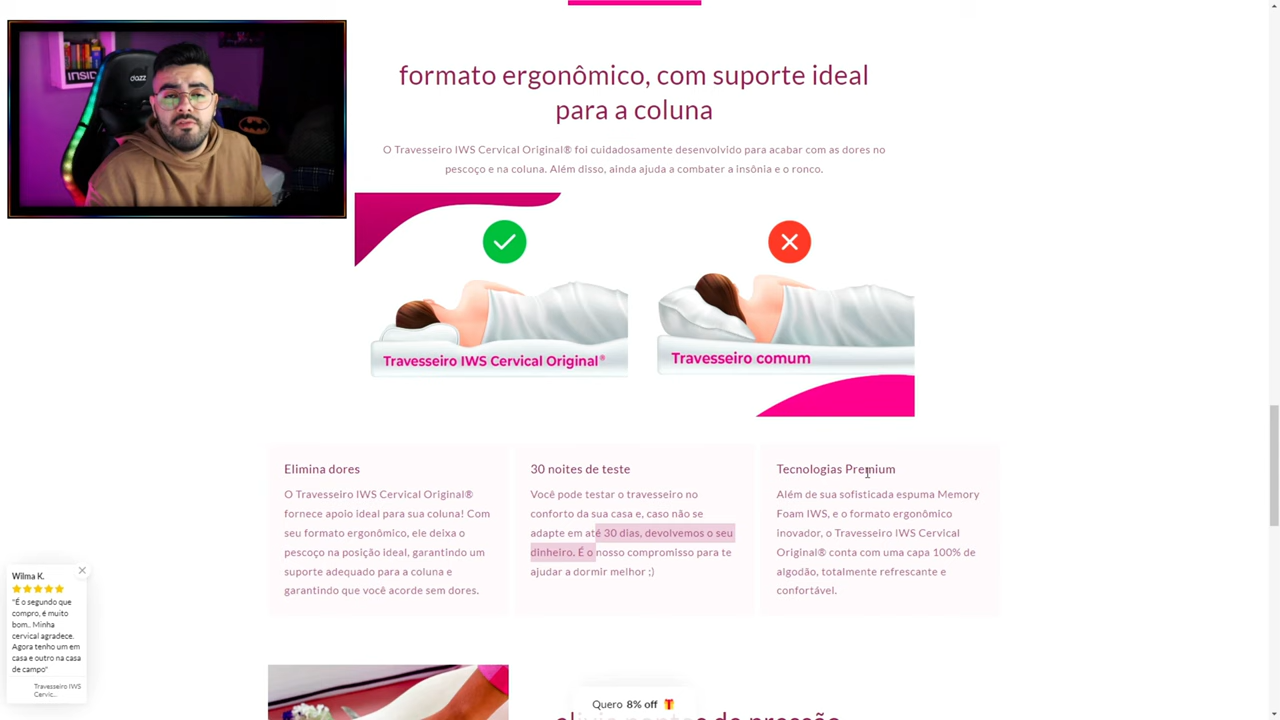 INSID
dazz
formato ergonômico, com suporte ideal
para a coluna
O Travesseiro IWS Cervical Original® foi cuidadosamente desenvolvido para acabar com as dores no
pescoço e na coluna. Além disso, ainda ajuda a combater a insônia e o ronco.
Travesseiro IWS Cervical Original®
Travesseiro comum
Elimina dores
O Travesseiro IWS Cervical Original®
fornece apoio ideal para sua coluna! Com
seu formato ergonômico, ele deixa o
pescoço na posição ideal, garantindo um
suporte adequado para a coluna e
garantindo que você acorde sem dores.
30 noites de teste
Você pode testar o travesseiro no
conforto da sua casa e, caso não se
adapte em até 30 dias, devolvemos o seu
dinheiro. É o nosso compromisso para te
ajudar a dormir melhor ;)
Tecnologias Premium
Além de sua sofisticada espuma Memory
Foam IWS, e o formato ergonômico
inovador, o Travesseiro IWS Cervical
Original® conta com uma capa 100% de
algodão, totalmente refrescante e
confortável.
Wilma K.
"É o segundo que
compro, é muito
bom.. Minha
cervical agradece.
Agora tenho um em
casa e outro na casa
de campo"
Travesseiro IWS
Cervic...
Quero 8% off
alivia pontos de pressão